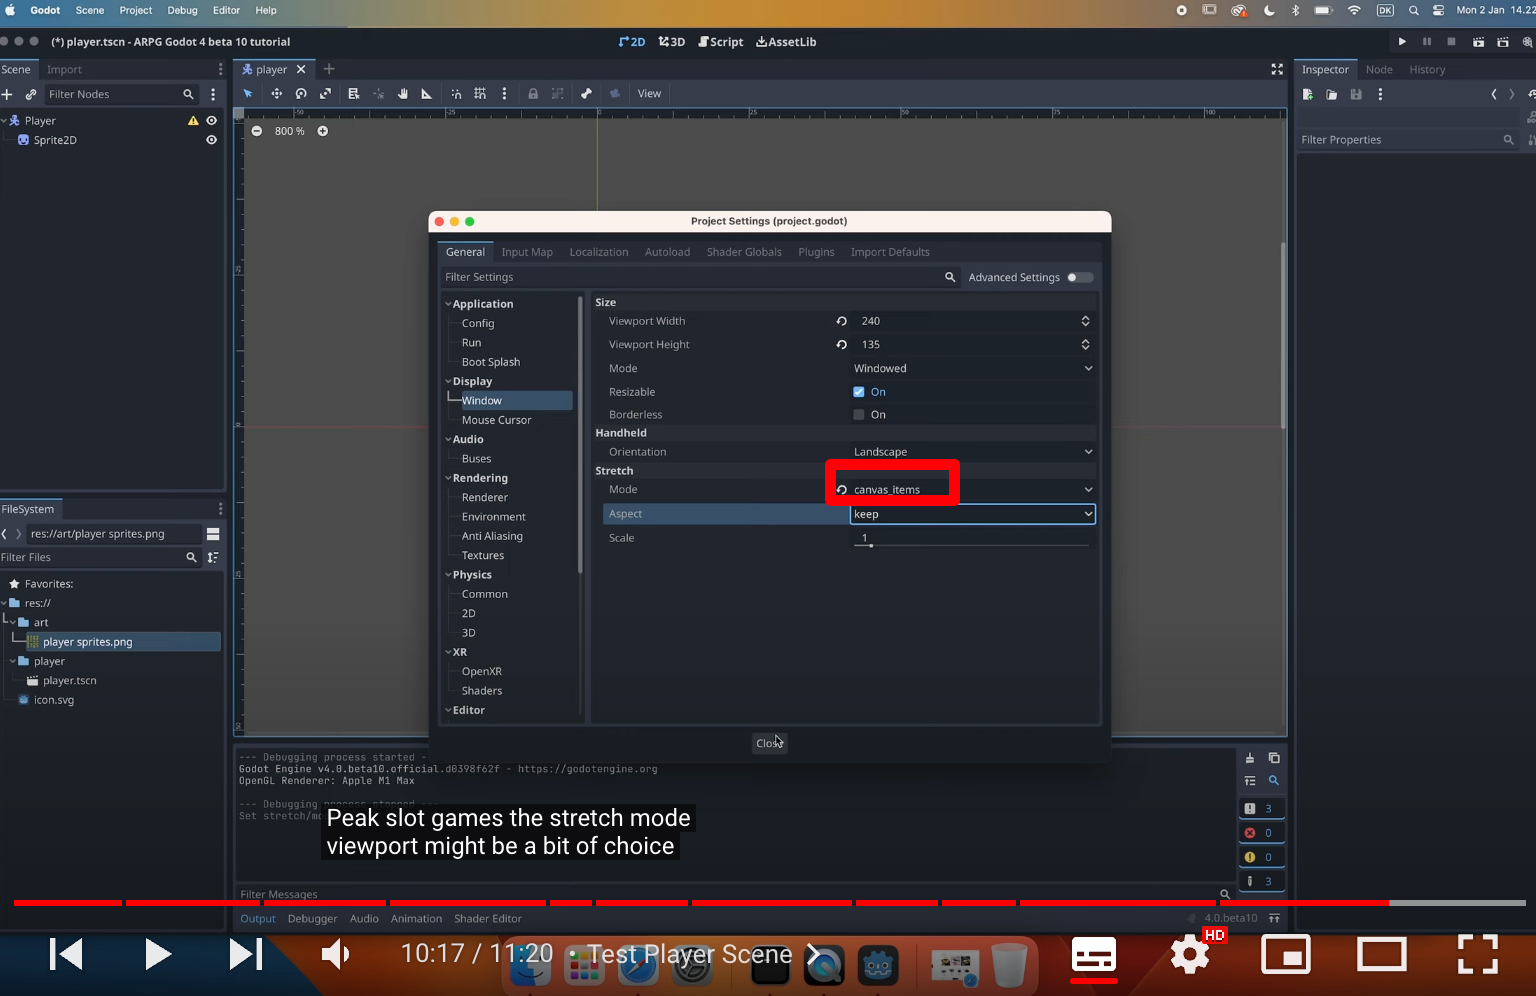 Godot Scene Project Debug Editor Help
DK
Mon 2 Jan 14.22
(*) player.tscn - ARPG Godot 4 beta 10 tutorial
2D 3D Script AssetLib
Scene Import
player
Inspector Node History
Filter Nodes
View
Player
Sprite2D
800 %
-50 -25 0 25 50 75 100
Filter Properties
Project Settings (project.godot)
General Input Map Localization Autoload Shader Globals Plugins Import Defaults
Filter Settings
Advanced Settings
Application
Config
Run
Boot Splash
Display
Window
Mouse Cursor
Audio
Buses
Rendering
Renderer
Environment
Anti Aliasing
Textures
Physics
Common
2D
3D
XR
OpenXR
Shaders
Editor
Size
Viewport Width 240
Viewport Height 135
Mode Windowed
Resizable On
Borderless On
Handheld
Orientation Landscape
Stretch
Mode canvas_items
Aspect keep
Scale 1
Close
FileSystem
res://art/player sprites.png
Filter Files
Favorites:
res://
art
player sprites.png
player
player.tscn
icon.svg
--- Debugging process started -
Godot Engine v4.0.beta10.official.d0398f62f - https://godotengine.org
OpenGL Renderer: Apple M1 Max
--- Debugging process stopped ---
Set stretch/mo
3
0
0
3
Peak slot games the stretch mode
viewport might be a bit of choice
Filter Messages
Output Debugger Audio Animation Shader Editor
4.0.beta10
10:17 / 11:20 • Test Player Scene
HD